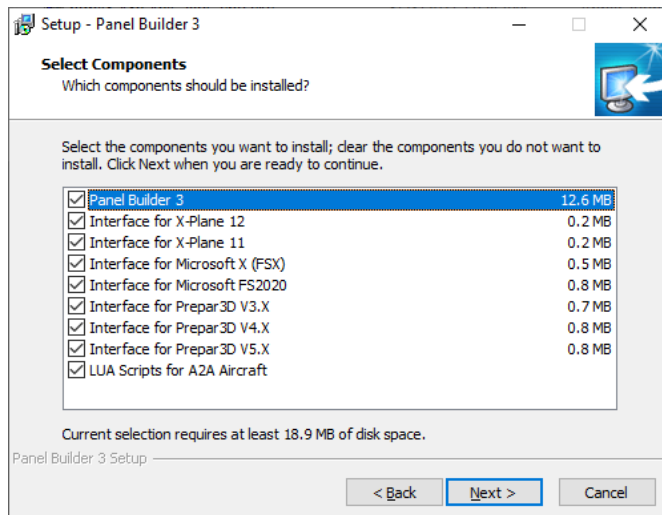 Setup - Panel Builder 3
Select Components
Which components should be installed?
Select the components you want to install; clear the components you do not want to
install. Click Next when you are ready to continue.
Panel Builder 3 12.6 MB
Interface for X-Plane 12 0.2 MB
Interface for X-Plane 11 0.2 MB
Interface for Microsoft X (FSX) 0.5 MB
Interface for Microsoft FS2020 0.8 MB
Interface for Prepar3D V3.X 0.7 MB
Interface for Prepar3D V4.X 0.8 MB
Interface for Prepar3D V5.X 0.8 MB
LUA Scripts for A2A Aircraft
Current selection requires at least 18.9 MB of disk space.
Panel Builder 3 Setup
< Back Next > Cancel